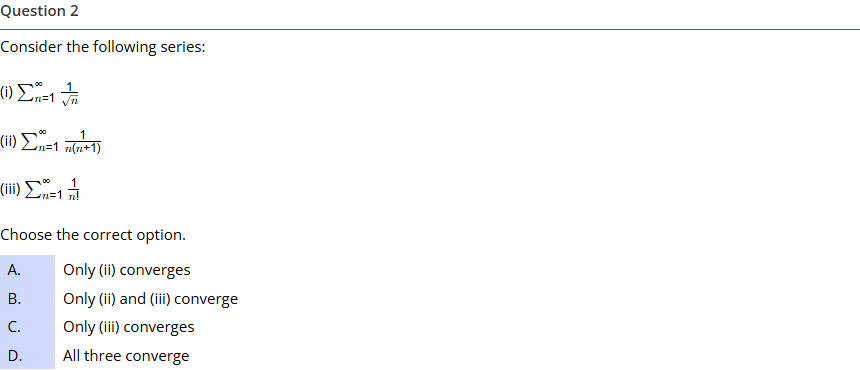 Question 2
Consider the following series:
(i) $\sum_{n=1}^{\infty} \frac{1}{\sqrt{n}}$
(ii) $\sum_{n=1}^{\infty} \frac{1}{n(n+1)}$
(iii) $\sum_{n=1}^{\infty} \frac{1}{n!}$
Choose the correct option.
A. Only (ii) converges
B. Only (ii) and (iii) converge
C. Only (iii) converges
D. All three converge